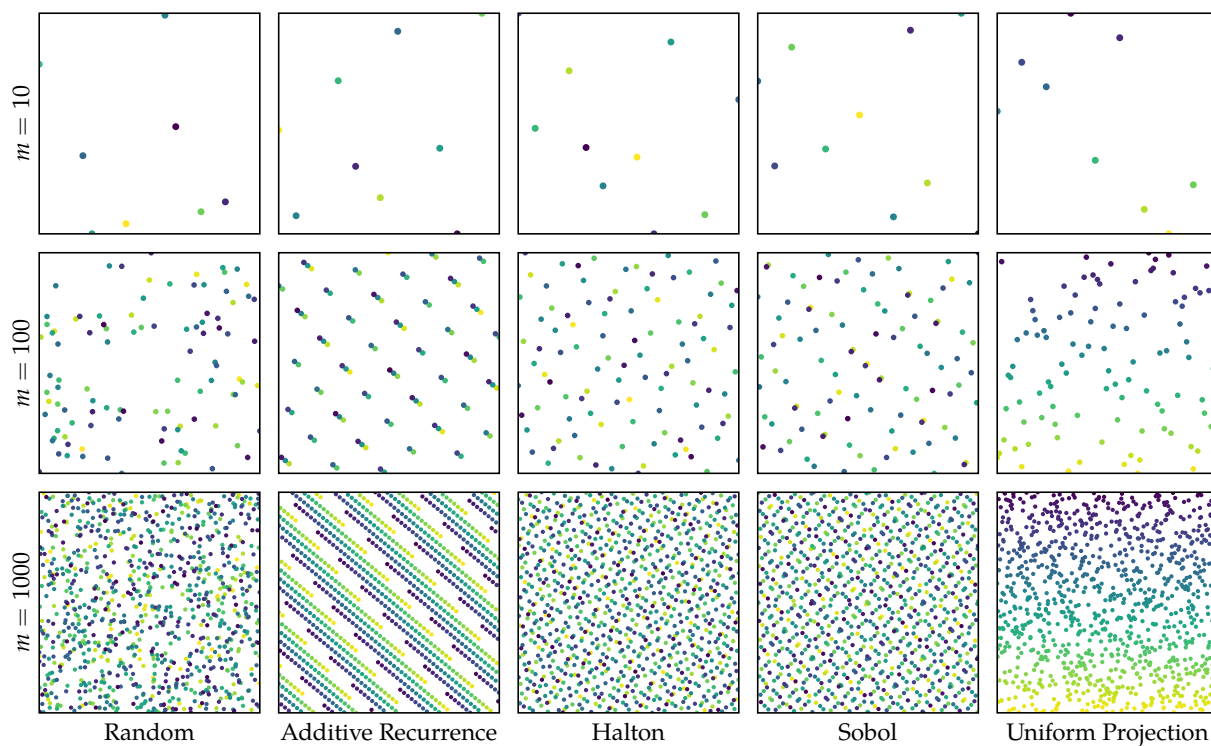 m = 10
m = 100
m = 1000
Random
Additive Recurrence
Halton
Sobol
Uniform Projection